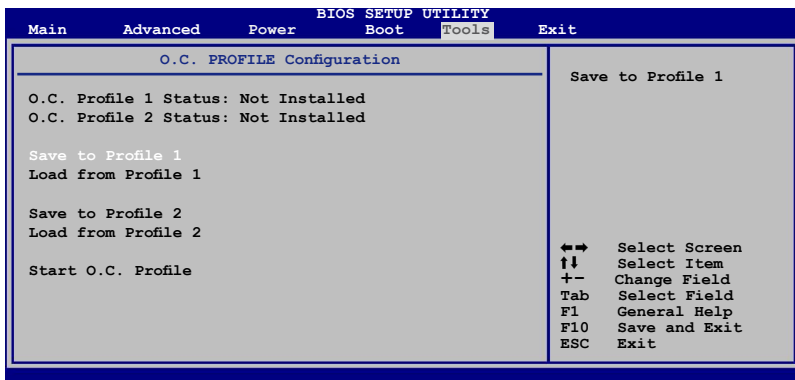 BIOS SETUP UTILITY
Main Advanced Power Boot Tools Exit
O.C. PROFILE Configuration
O.C. Profile 1 Status: Not Installed
O.C. Profile 2 Status: Not Installed
Save to Profile 1
Load from Profile 1
Save to Profile 2
Load from Profile 2
Start O.C. Profile
Save to Profile 1
←→ Select Screen
↑↓ Select Item
+- Change Field
Tab Select Field
F1 General Help
F10 Save and Exit
ESC Exit